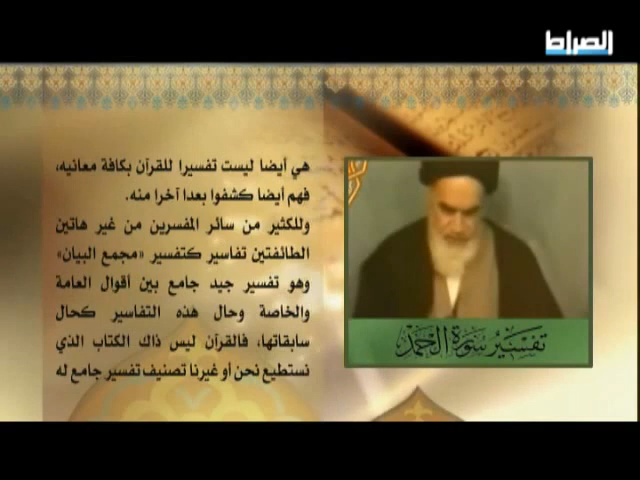 الصراط
هي أيضا ليست تفسيرا للقرآن بكافة معانيه،
فهم أيضا كشفوا بعدا آخرا منه.
وللكثير من سائر المفسرين من غير هاتين
الطائفتين تفاسير كتفسير «مجمع البيان»
وهو تفسير جيد جامع بين أقوال العامة
والخاصة وحال هذه التفاسير كحال
سابقاتها، فالقرآن ليس ذاك الكتاب الذي
نستطيع نحن أو غيرنا تصنيف تفسير جامع له
تفسير سورة الحمد